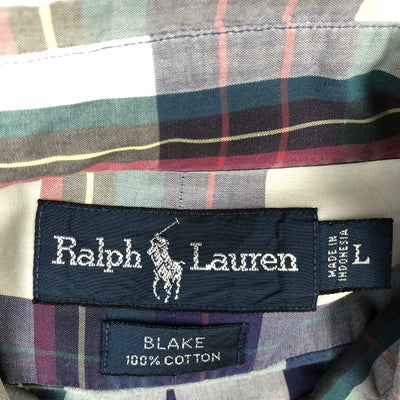 Ralph Lauren
MADE IN
INDONESIA
L
BLAKE
100% COTTON